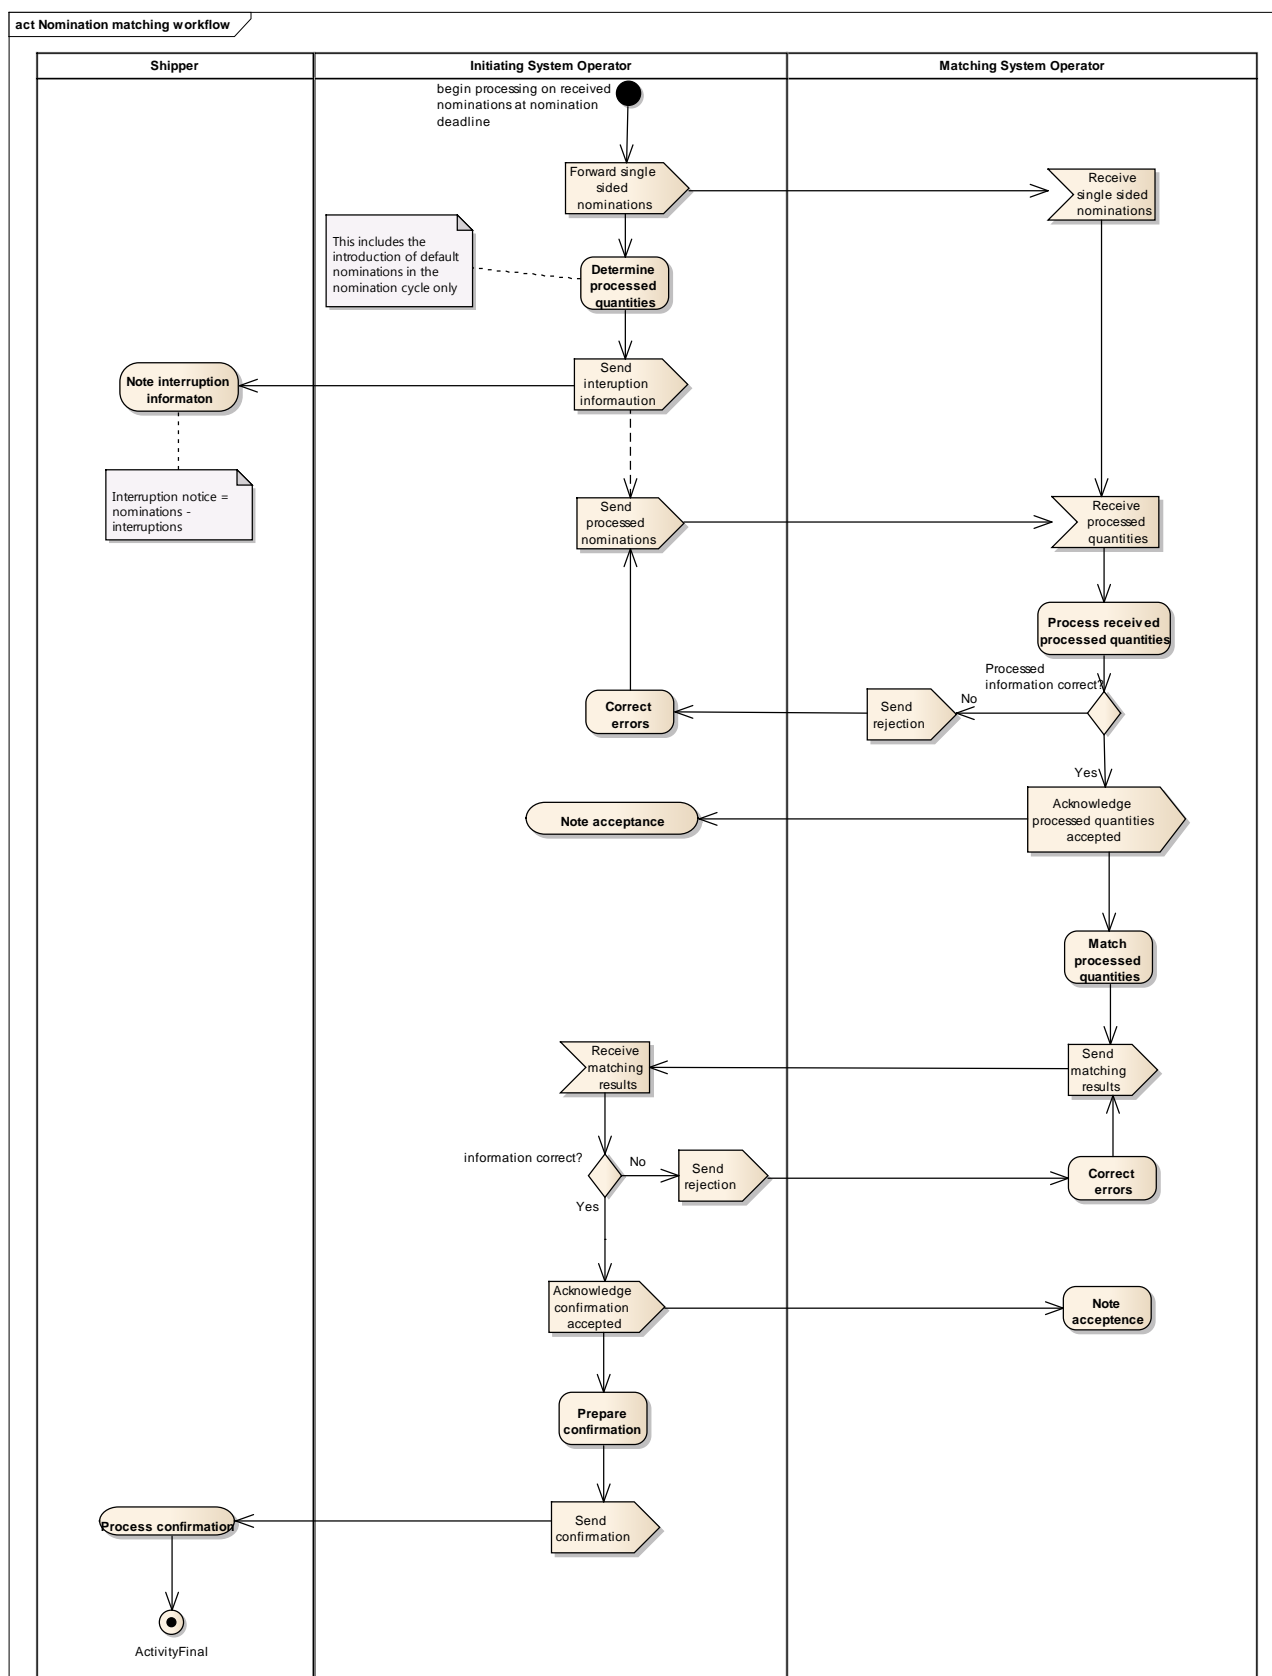 act Nomination matching workflow
Shipper
Initiating System Operator
Matching System Operator
begin processing on received
nominations at nomination
deadline
Forward single
sided
nominations
Receive
single sided
nominations
This includes the
introduction of default
nominations in the
nomination cycle only
Determine
processed
quantities
Note interruption
informaton
Send
interuption
informaution
Interruption notice =
nominations -
interruptions
Send
processed
nominations
Receive
processed
quantities
Process received
processed quantities
Processed
information correct?
No
Send
rejection
Correct
errors
Yes
Acknowledge
processed quantities
accepted
Note acceptance
Match
processed
quantities
Receive
matching
results
Send
matching
results
information correct?
No
Send
rejection
Correct
errors
Yes
Acknowledge
confirmation
accepted
Note
acceptence
Prepare
confirmation
Process confirmation
Send
confirmation
ActivityFinal